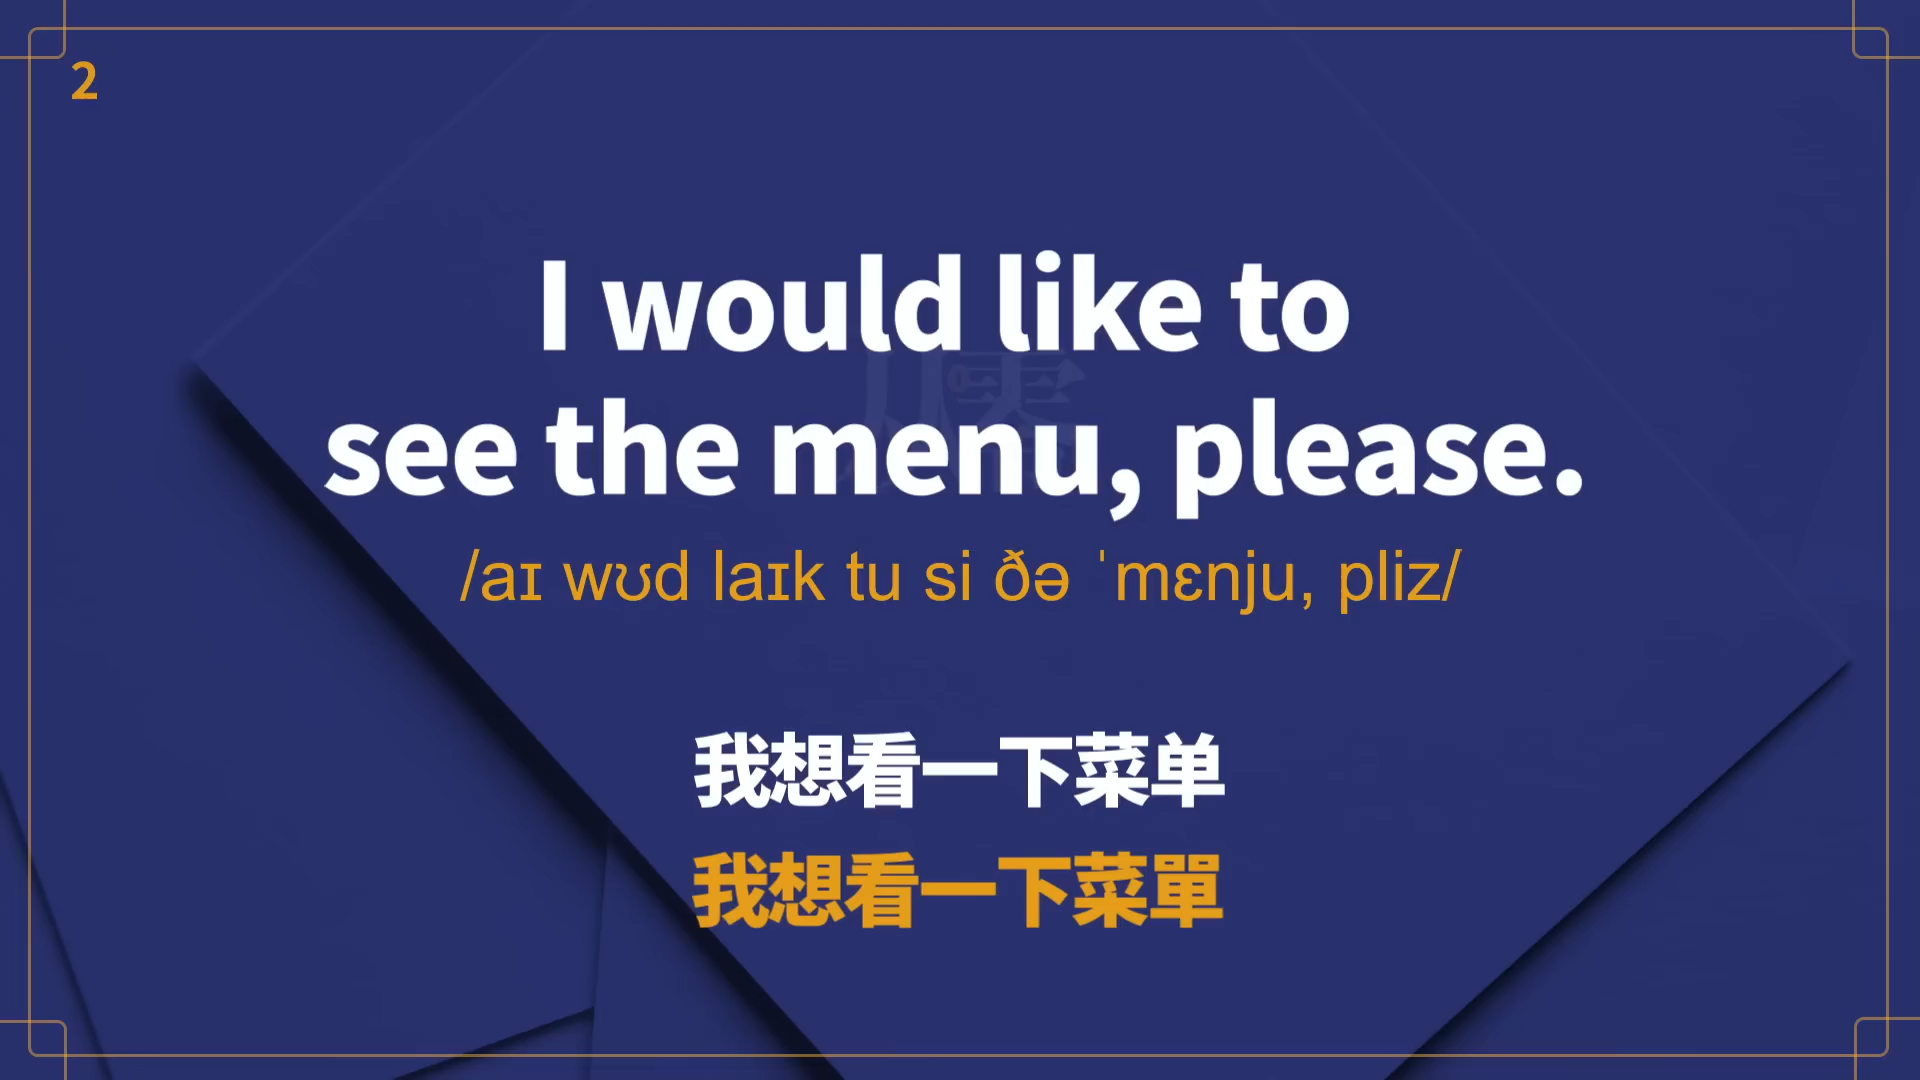 2
I would like to
see the menu, please.
/aɪ wʊd laɪk tu si ðə ˈmɛnju, pliz/
我想看一下菜单
我想看一下菜單